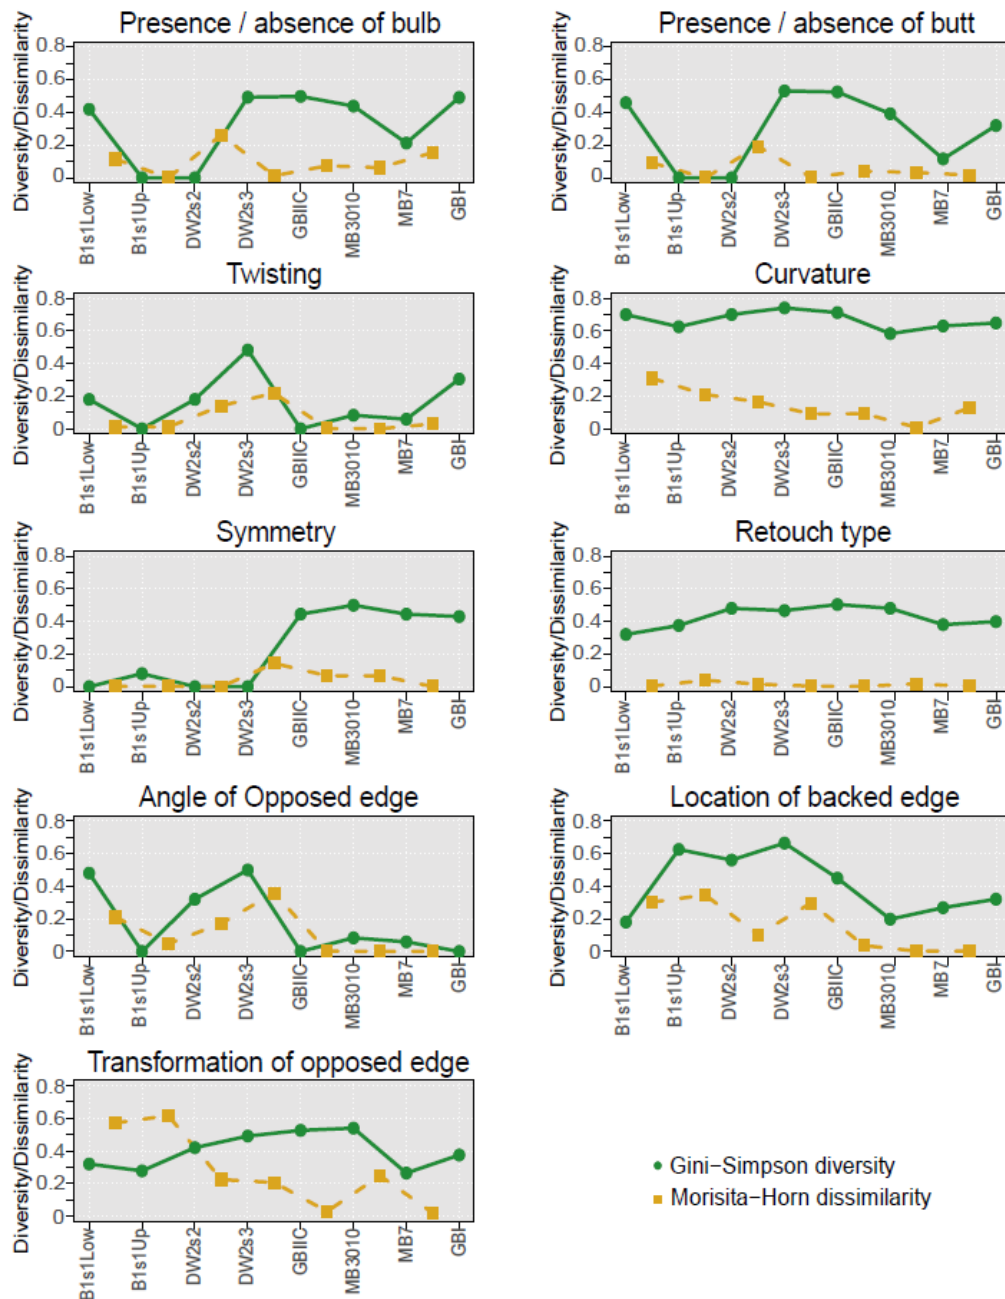 Presence / absence of bulb
Diversity/Dissimilarity
0.8
0.6
0.4
0.2
0
B1s1Low
B1s1Up
DW2s2
DW2s3
GBIIC
MB3010
MB7
GBI
Presence / absence of butt
Diversity/Dissimilarity
0.8
0.6
0.4
0.2
0
B1s1Low
B1s1Up
DW2s2
DW2s3
GBIIC
MB3010
MB7
GBI
Twisting
Diversity/Dissimilarity
0.8
0.6
0.4
0.2
0
B1s1Low
B1s1Up
DW2s2
DW2s3
GBIIC
MB3010
MB7
GBI
Curvature
Diversity/Dissimilarity
0.8
0.6
0.4
0.2
0
B1s1Low
B1s1Up
DW2s2
DW2s3
GBIIC
MB3010
MB7
GBI
Symmetry
Diversity/Dissimilarity
0.8
0.6
0.4
0.2
0
B1s1Low
B1s1Up
DW2s2
DW2s3
GBIIC
MB3010
MB7
GBI
Retouch type
Diversity/Dissimilarity
0.8
0.6
0.4
0.2
0
B1s1Low
B1s1Up
DW2s2
DW2s3
GBIIC
MB3010
MB7
GBI
Angle of Opposed edge
Diversity/Dissimilarity
0.8
0.6
0.4
0.2
0
B1s1Low
B1s1Up
DW2s2
DW2s3
GBIIC
MB3010
MB7
GBI
Location of backed edge
Diversity/Dissimilarity
0.8
0.6
0.4
0.2
0
B1s1Low
B1s1Up
DW2s2
DW2s3
GBIIC
MB3010
MB7
GBI
Transformation of opposed edge
Diversity/Dissimilarity
0.8
0.6
0.4
0.2
0
B1s1Low
B1s1Up
DW2s2
DW2s3
GBIIC
MB3010
MB7
GBI
Gini−Simpson diversity
Morisita−Horn dissimilarity